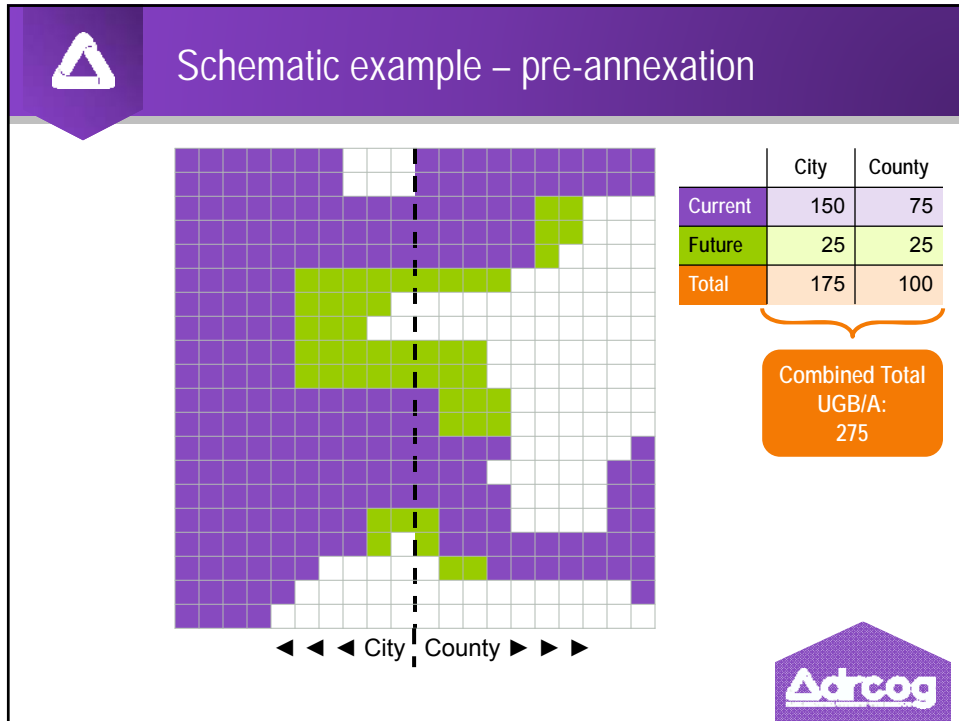 Schematic example – pre-annexation
City County
Current 150 75
Future 25 25
Total 175 100
Combined Total
UGB/A:
275
◄ ◄ ◄ City County ► ► ►
drcog